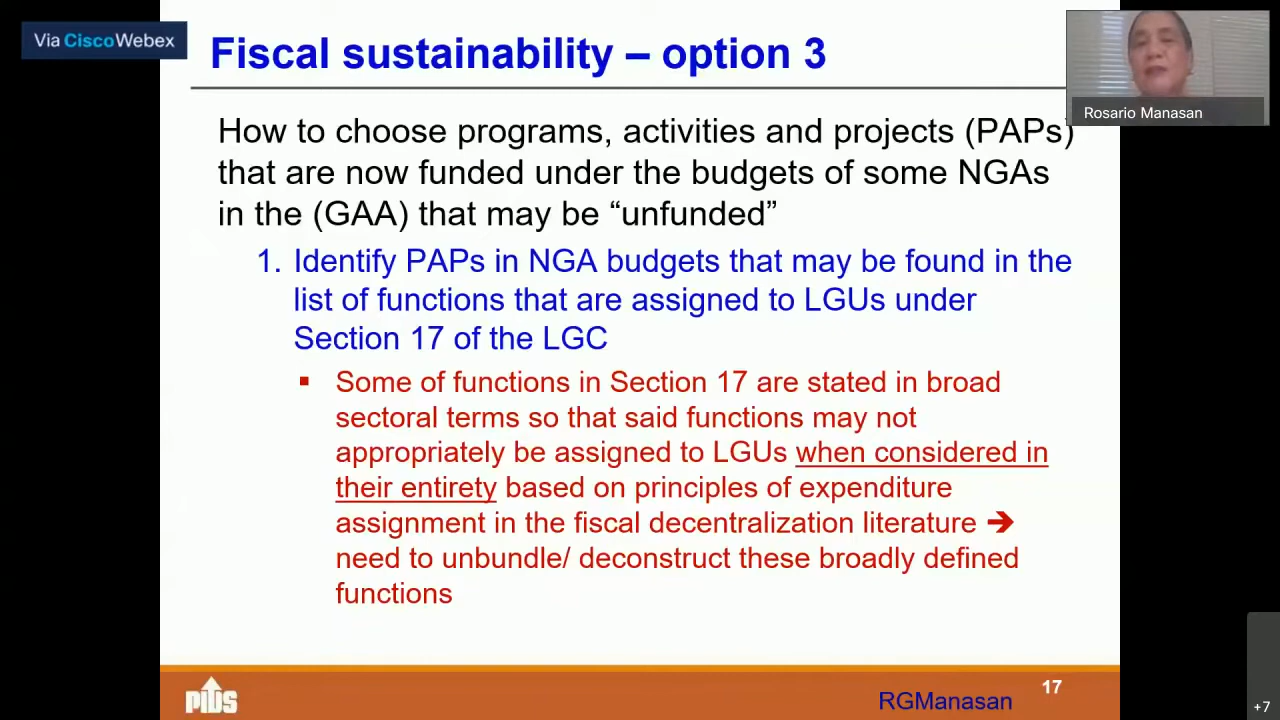 Via CiscoWebex
Fiscal sustainability – option 3
Rosario Manasan
How to choose programs, activities and projects (PAPs)
that are now funded under the budgets of some NGAs
in the (GAA) that may be “unfunded”
1. Identify PAPs in NGA budgets that may be found in the
list of functions that are assigned to LGUs under
Section 17 of the LGC
▪ Some of functions in Section 17 are stated in broad
sectoral terms so that said functions may not
appropriately be assigned to LGUs when considered in
their entirety based on principles of expenditure
assignment in the fiscal decentralization literature ➔
need to unbundle/ deconstruct these broadly defined
functions
PIDS
RGManasan
17
+7